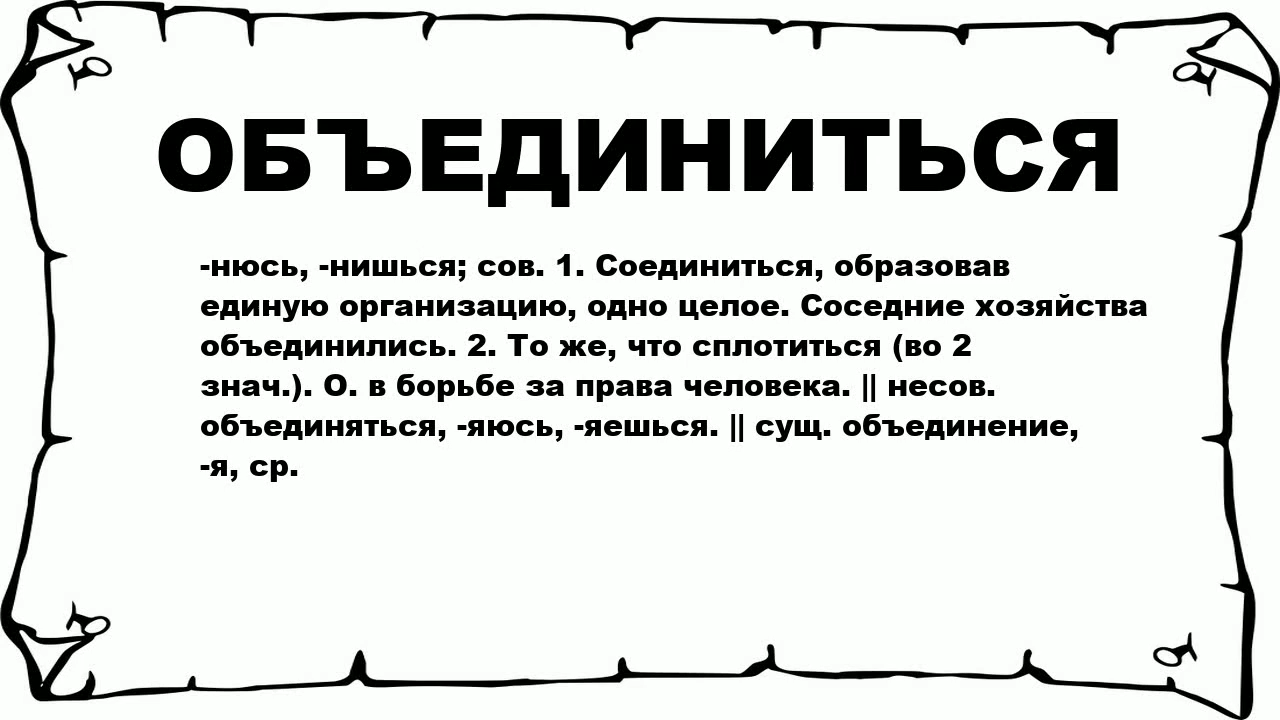 ОБЪЕДИНИТЬСЯ
-нюсь, -нишься; сов. 1. Соединиться, образовав
единую организацию, одно целое. Соседние хозяйства
объединились. 2. То же, что сплотиться (во 2
знач.). О. в борьбе за права человека. || несов.
объединяться, -яюсь, -яешься. || сущ. объединение,
-я, ср.